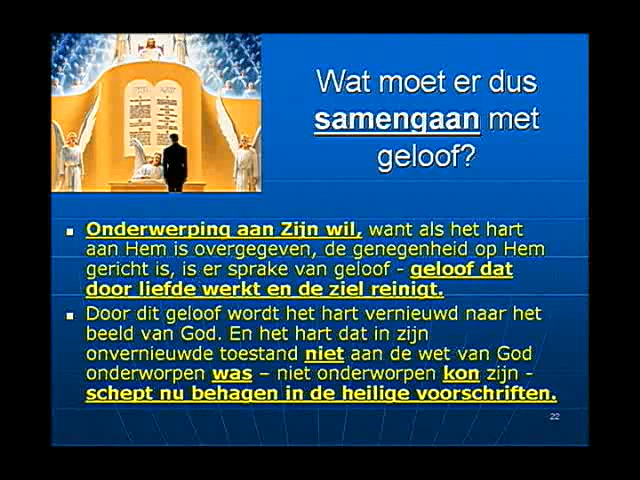 Wat moet er dus
samengaan met
geloof?
Onderwerping aan Zijn wil, want als het hart
aan Hem is overgegeven, de genegenheid op Hem
gericht is, is er sprake van geloof - geloof dat
door liefde werkt en de ziel reinigt.
Door dit geloof wordt het hart vernieuwd naar het
beeld van God. En het hart dat in zijn
onvernieuwde toestand niet aan de wet van God
onderworpen was – niet onderworpen kon zijn -
schept nu behagen in de heilige voorschriften.
22